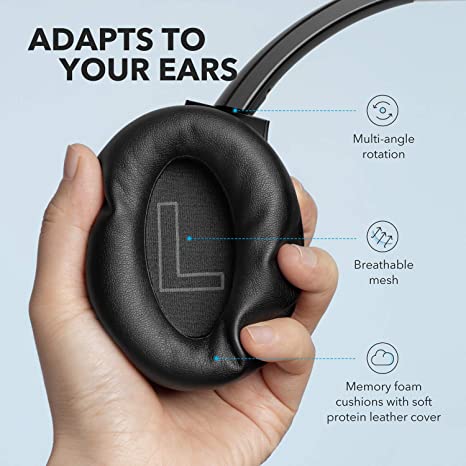 ADAPTS TO
YOUR EARS
Multi-angle
rotation
L
Breathable
mesh
Memory foam
cushions with soft
protein leather cover